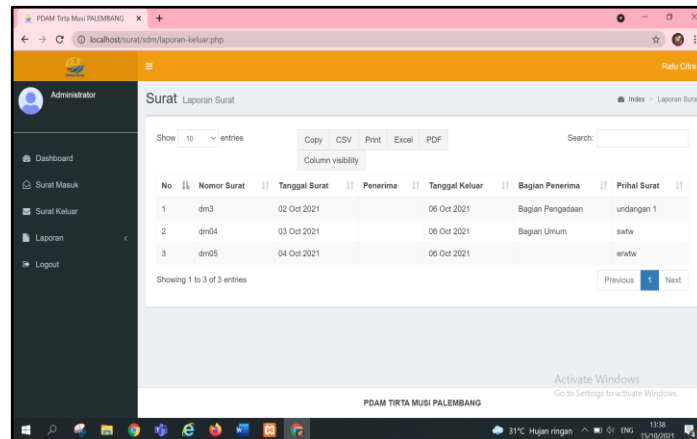 PDAM Tirta Musi PALEMBANG
localhost/surat/sdm/laporan-keluar.php
Ratu Citra
Administrator
Surat Laporan Surat
Index > Laporan Surat
Show 10 entries
Copy CSV Print Excel PDF
Column visibility
Search:
Dashboard
Surat Masuk
Surat Keluar
Laporan
Logout
No Nomor Surat Tanggal Surat Penerima Tanggal Keluar Bagian Penerima Prihal Surat
1 dm3 02 Oct 2021 06 Oct 2021 Bagian Pengadaan undangan 1
2 dm04 03 Oct 2021 06 Oct 2021 Bagian Umum swtw
3 dm05 04 Oct 2021 06 Oct 2021 erwtw
Showing 1 to 3 of 3 entries
Previous 1 Next
Activate Windows
Go to Settings to activate Windows.
PDAM TIRTA MUSI PALEMBANG
31°C Hujan ringan ENG 13:38
15/10/2021